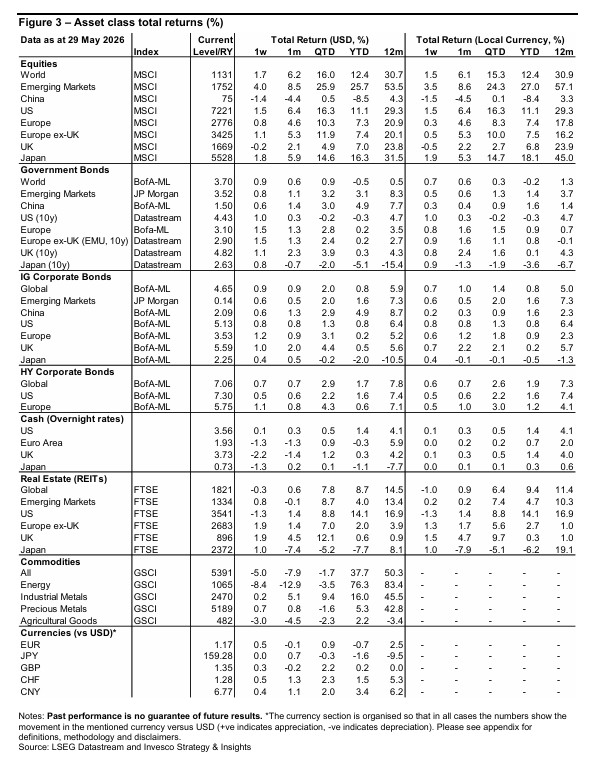 Figure 3 – Asset class total returns (%)
Data as at 29 May 2026 Current Total Return (USD, %) Total Return (Local Currency, %)
Index Level/RY 1w 1m QTD YTD 12m 1w 1m QTD YTD 12m
Equities
World MSCI 1131 1.7 6.2 16.0 12.4 30.7 1.5 6.1 15.3 12.4 30.9
Emerging Markets MSCI 1752 4.0 8.5 25.9 25.7 53.5 3.5 8.6 24.3 27.0 57.1
China MSCI 75 -1.4 -4.4 0.5 -8.5 4.3 -1.5 -4.5 0.1 -8.4 3.3
US MSCI 7221 1.5 6.4 16.3 11.1 29.3 1.5 6.4 16.3 11.1 29.3
Europe MSCI 2776 0.8 4.6 10.3 7.3 20.9 0.3 4.6 8.3 7.4 17.8
Europe ex-UK MSCI 3425 1.1 5.3 11.9 7.4 20.1 0.5 5.3 10.0 7.5 16.2
UK MSCI 1669 -0.2 2.1 4.9 7.0 23.8 -0.5 2.2 2.7 6.8 23.9
Japan MSCI 5528 1.8 5.9 14.6 16.3 31.5 1.9 5.3 14.7 18.1 45.0
Government Bonds
World BofA-ML 3.70 0.9 0.6 0.9 -0.5 0.5 0.7 0.6 0.3 -0.2 1.3
Emerging Markets JP Morgan 3.52 0.8 1.1 3.2 3.1 8.3 0.5 0.6 1.3 1.4 3.7
China BofA-ML 1.50 0.6 1.4 3.0 4.9 7.7 0.3 0.4 0.9 1.6 1.4
US (10y) Datastream 4.43 1.0 0.3 -0.2 -0.3 4.7 1.0 0.3 -0.2 -0.3 4.7
Europe Bofa-ML 3.10 1.5 1.3 2.8 0.2 3.5 0.8 1.6 1.5 0.9 0.7
Europe ex-UK (EMU, 10y) Datastream 2.90 1.5 1.3 2.4 0.2 2.7 0.9 1.6 1.1 0.8 -0.1
UK (10y) Datastream 4.82 1.1 2.3 3.9 0.3 4.3 0.8 2.4 1.6 0.1 4.3
Japan (10y) Datastream 2.63 0.8 -0.7 -2.0 -5.1 -15.4 0.9 -1.3 -1.9 -3.6 -6.7
IG Corporate Bonds
Global BofA-ML 4.65 0.9 0.9 2.0 0.8 5.9 0.7 1.0 1.4 0.8 5.0
Emerging Markets JP Morgan 0.14 0.6 0.5 2.0 1.6 7.3 0.6 0.5 2.0 1.6 7.3
China BofA-ML 2.09 0.6 1.3 2.9 4.9 8.7 0.2 0.3 0.9 1.6 2.3
US BofA-ML 5.13 0.8 0.8 1.3 0.8 6.4 0.8 0.8 1.3 0.8 6.4
Europe BofA-ML 3.53 1.2 0.9 3.1 0.2 5.2 0.6 1.2 1.8 0.9 2.3
UK BofA-ML 5.59 1.0 2.0 4.4 0.5 5.6 0.7 2.2 2.1 0.2 5.7
Japan BofA-ML 2.25 0.4 0.5 -0.2 -2.0 -10.5 0.4 -0.1 -0.1 -0.5 -1.3
HY Corporate Bonds
Global BofA-ML 7.06 0.7 0.7 2.9 1.7 7.8 0.6 0.7 2.6 1.9 7.3
US BofA-ML 7.30 0.5 0.6 2.2 1.6 7.4 0.5 0.6 2.2 1.6 7.4
Europe BofA-ML 5.75 1.1 0.8 4.3 0.6 7.1 0.5 1.0 3.0 1.2 4.1
Cash (Overnight rates)
US 3.56 0.1 0.3 0.5 1.4 4.1 0.1 0.3 0.5 1.4 4.1
Euro Area 1.93 -1.3 -1.3 0.9 -0.3 5.9 0.0 0.2 0.2 0.7 2.0
UK 3.73 -2.2 -1.4 1.2 0.3 4.2 0.1 0.3 0.5 1.4 4.0
Japan 0.73 -1.3 0.2 0.1 -1.1 -7.7 0.0 0.1 0.1 0.3 0.6
Real Estate (REITs)
Global FTSE 1821 -0.3 0.6 7.8 8.7 14.5 -1.0 0.9 6.4 9.4 11.4
Emerging Markets FTSE 1334 0.8 -0.1 8.7 4.0 13.4 0.2 0.2 7.4 4.7 10.3
US FTSE 3541 -1.3 1.4 8.8 14.1 16.9 -1.3 1.4 8.8 14.1 16.9
Europe ex-UK FTSE 2683 1.9 1.4 7.0 2.0 3.9 1.3 1.7 5.6 2.7 1.0
UK FTSE 896 1.9 4.5 12.1 0.6 0.9 1.5 4.7 9.7 0.3 1.0
Japan FTSE 2372 1.0 -7.4 -5.2 -7.7 8.1 1.0 -7.9 -5.1 -6.2 19.1
Commodities
All GSCI 5391 -5.0 -7.9 -1.7 37.7 50.3 - - - - -
Energy GSCI 1065 -8.4 -12.9 -3.5 76.3 83.4 - - - - -
Industrial Metals GSCI 2470 0.2 5.1 9.4 16.0 45.5 - - - - -
Precious Metals GSCI 5189 0.7 0.8 -1.6 5.3 42.8 - - - - -
Agricultural Goods GSCI 482 -3.0 -4.5 -2.3 2.2 -3.4 - - - - -
Currencies (vs USD)*
EUR 1.17 0.5 -0.1 0.9 -0.7 2.5 - - - - -
JPY 159.28 0.0 0.7 -0.3 -1.6 -9.5 - - - - -
GBP 1.35 0.3 -0.2 2.2 0.2 0.0 - - - - -
CHF 1.28 0.5 1.3 2.3 1.5 5.3 - - - - -
CNY 6.77 0.4 1.1 2.0 3.4 6.2 - - - - -
Notes: Past performance is no guarantee of future results. *The currency section is organised so that in all cases the numbers show the
movement in the mentioned currency versus USD (+ve indicates appreciation, -ve indicates depreciation). Please see appendix for
definitions, methodology and disclaimers.
Source: LSEG Datastream and Invesco Strategy & Insights